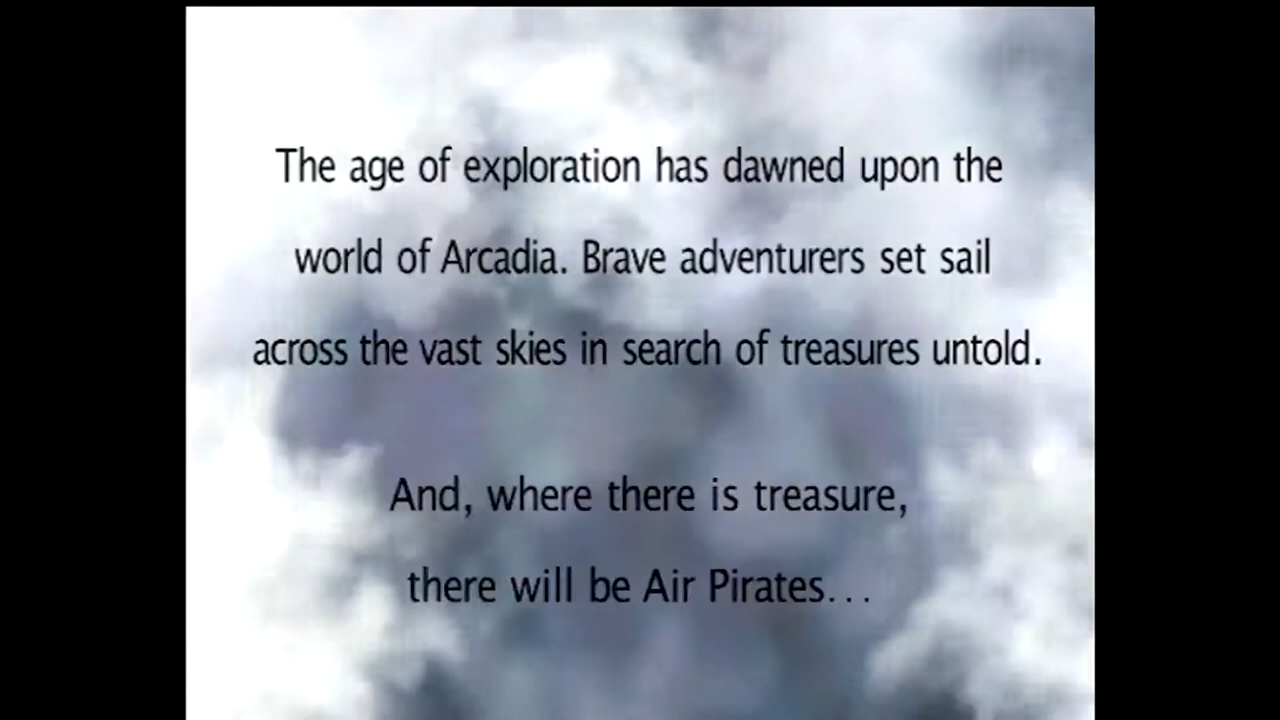 The age of exploration has dawned upon the
world of Arcadia. Brave adventurers set sail
across the vast skies in search of treasures untold.
And, where there is treasure,
there will be Air Pirates...